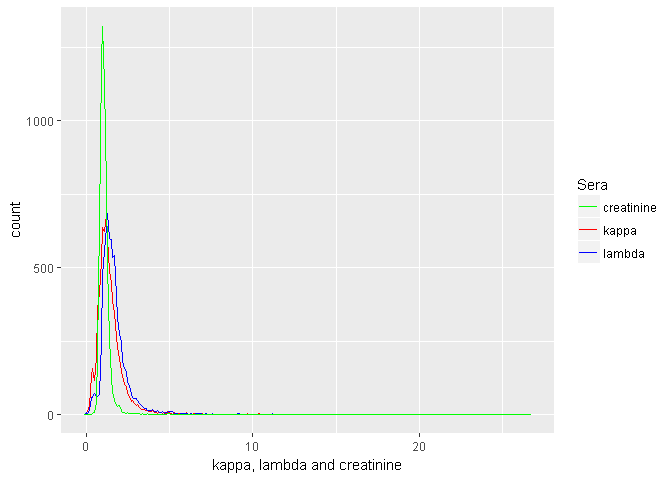 1000
500
0
count
0
10
20
kappa, lambda and creatinine
Sera
creatinine
kappa
lambda